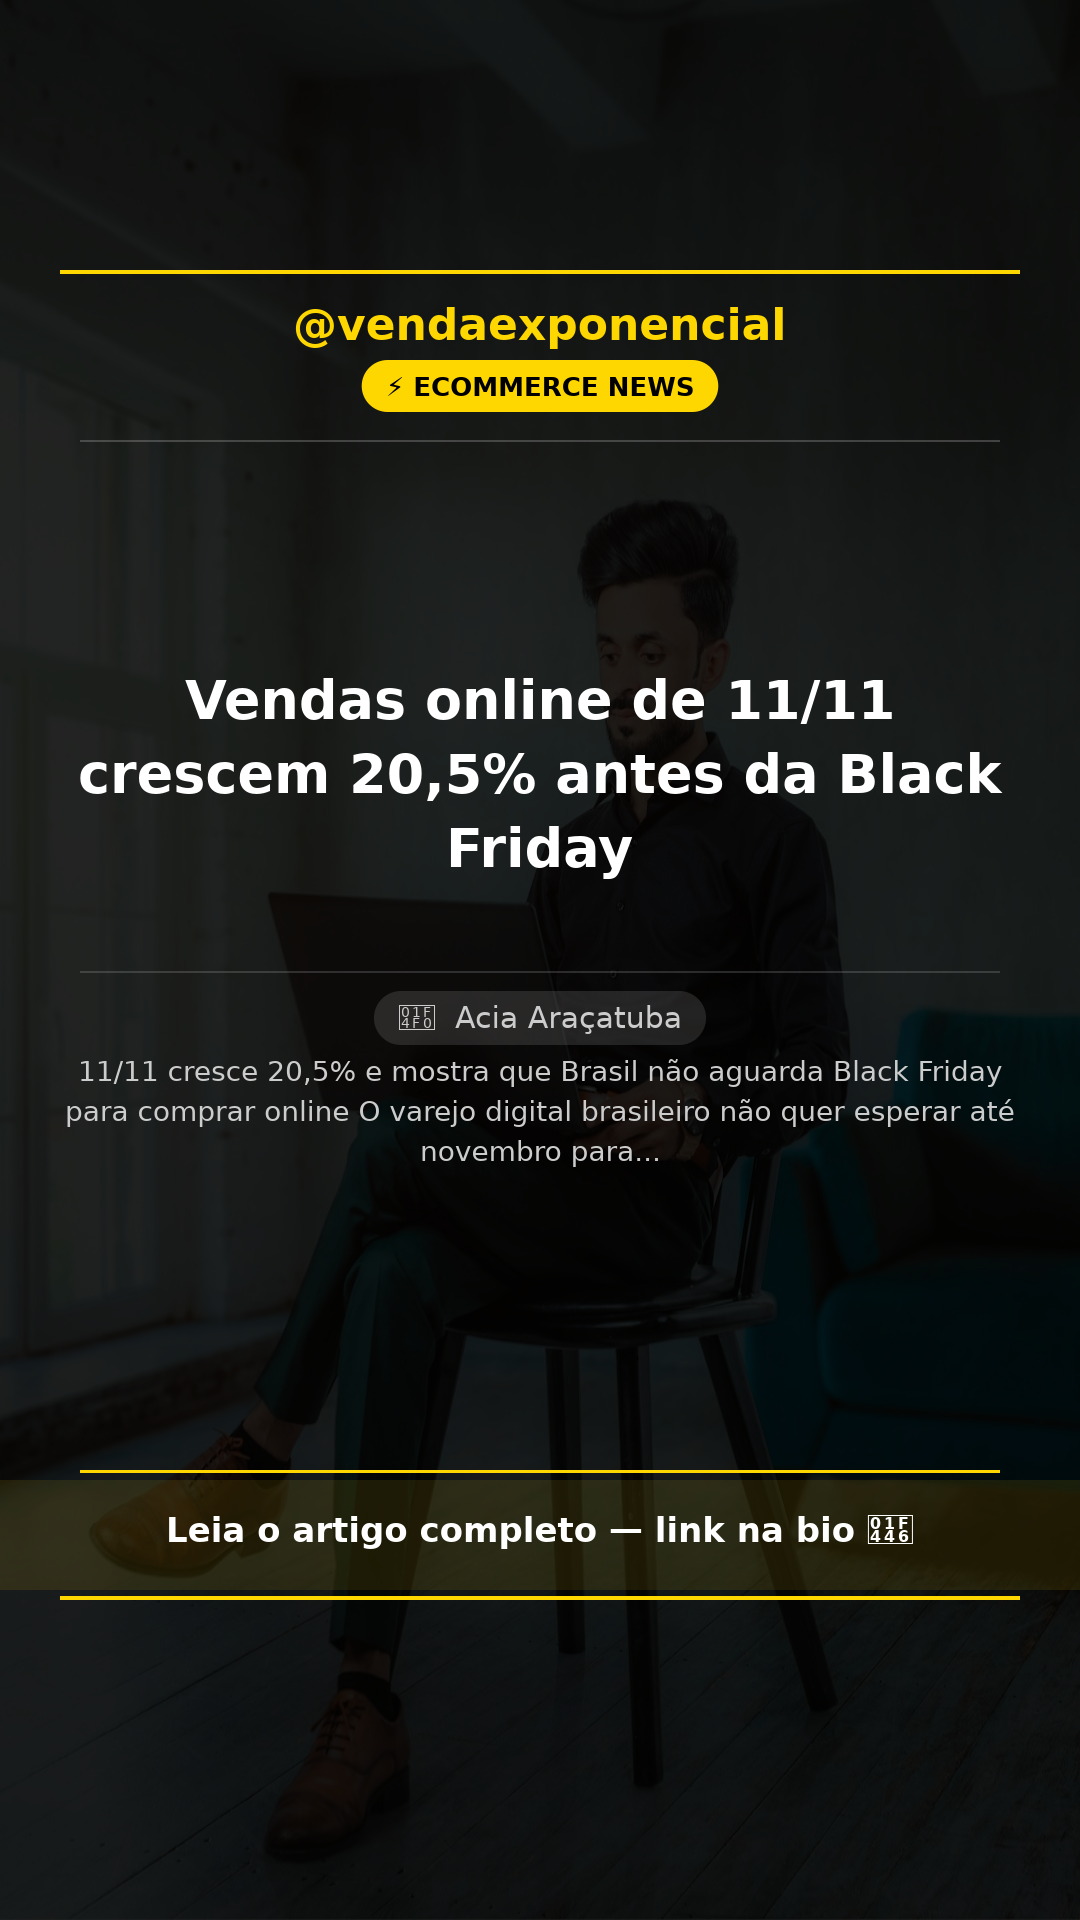 @vendaexponencial
⚡ ECOMMERCE NEWS
Vendas online de 11/11
crescem 20,5% antes da Black
Friday
01F4F0 Acia Araçatuba
11/11 cresce 20,5% e mostra que Brasil não aguarda Black Friday
para comprar online O varejo digital brasileiro não quer esperar até
novembro para...
Leia o artigo completo — link na bio 01F446